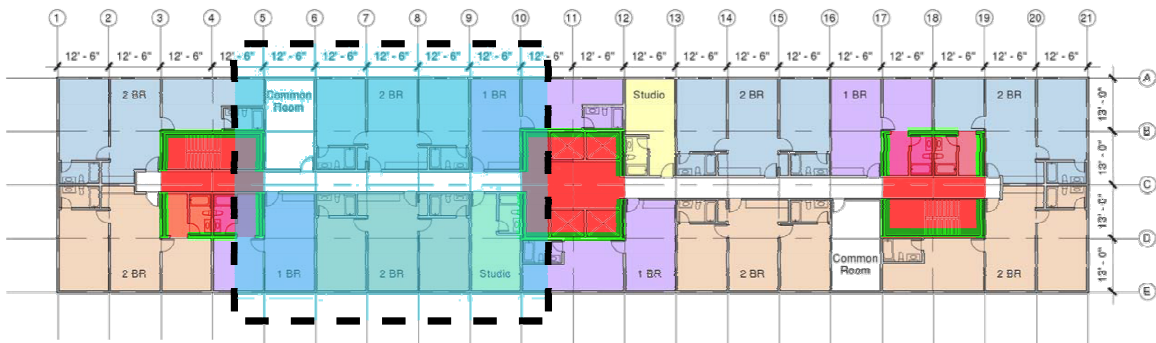 1 2 3 4 5 6 7 8 9 10 11 12 13 14 15 16 17 18 19 20 21
12' - 6" 12' - 6" 12' - 6" 12' - 6" 12' - 6" 12' - 6" 12' - 6" 12' - 6" 12' - 6" 12' - 6" 12' - 6" 12' - 6" 12' - 6" 12' - 6" 12' - 6" 12' - 6" 12' - 6" 12' - 6" 12' - 6" 12' - 6"
A
2 BR Common 2 BR 1 BR Studio 2 BR 1 BR 2 BR
Room
13' - 0"
B
13' - 0"
C
13' - 0"
D
Common
Room
2 BR 1 BR 2 BR Studio 1 BR 2 BR 2 BR
13' - 0"
E